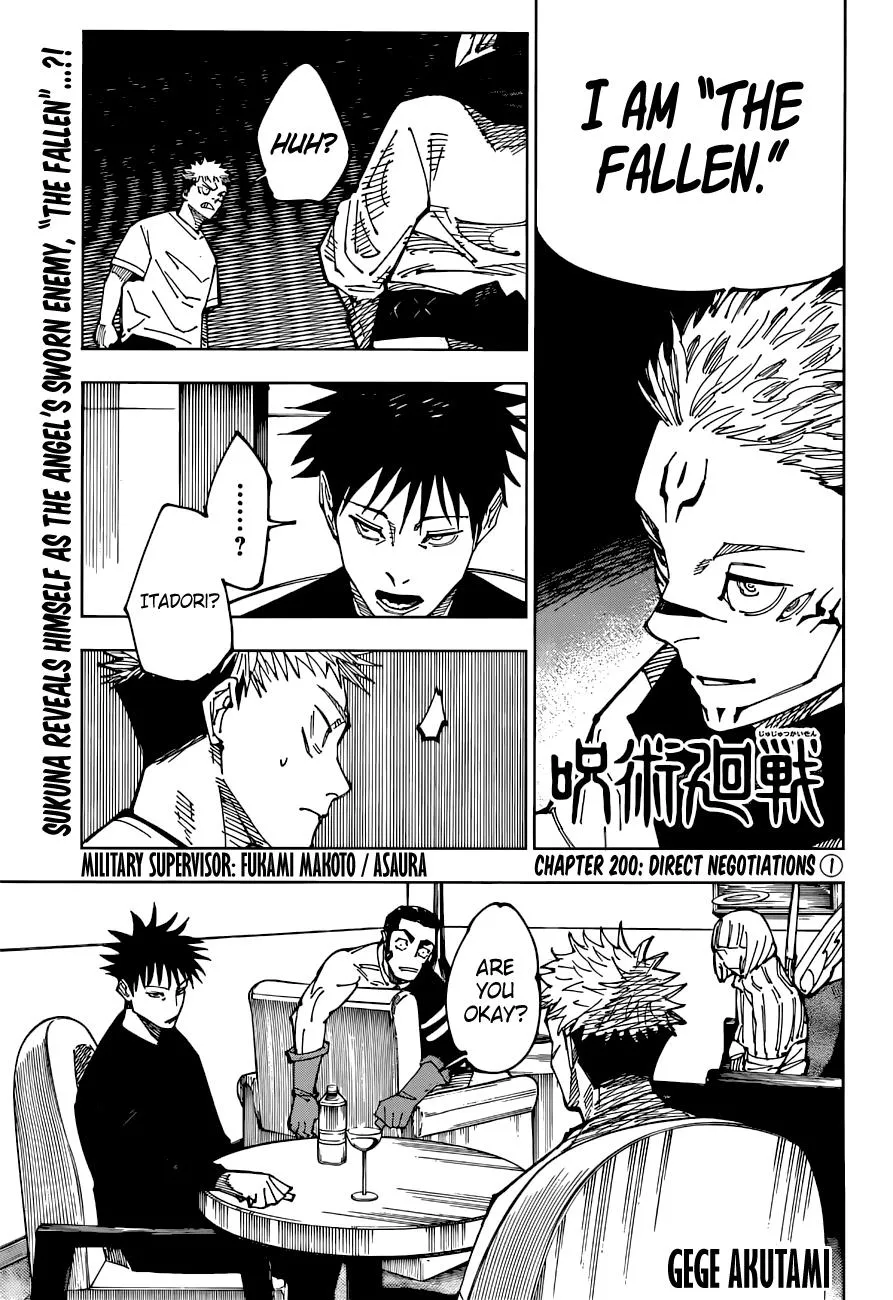 I AM "THE
FALLEN."
HUH?
SUKUNA REVEALS HIMSELF AS THE ANGEL'S SWORN ENEMY, "THE FALLEN"...?!
......?
ITADORI?
じゅじゅつかいせん
呪術廻戦
MILITARY SUPERVISOR: FUKAMI MAKOTO / ASAURA
CHAPTER 200: DIRECT NEGOTIATIONS ①
ARE
YOU
OKAY?
GEGE AKUTAMI